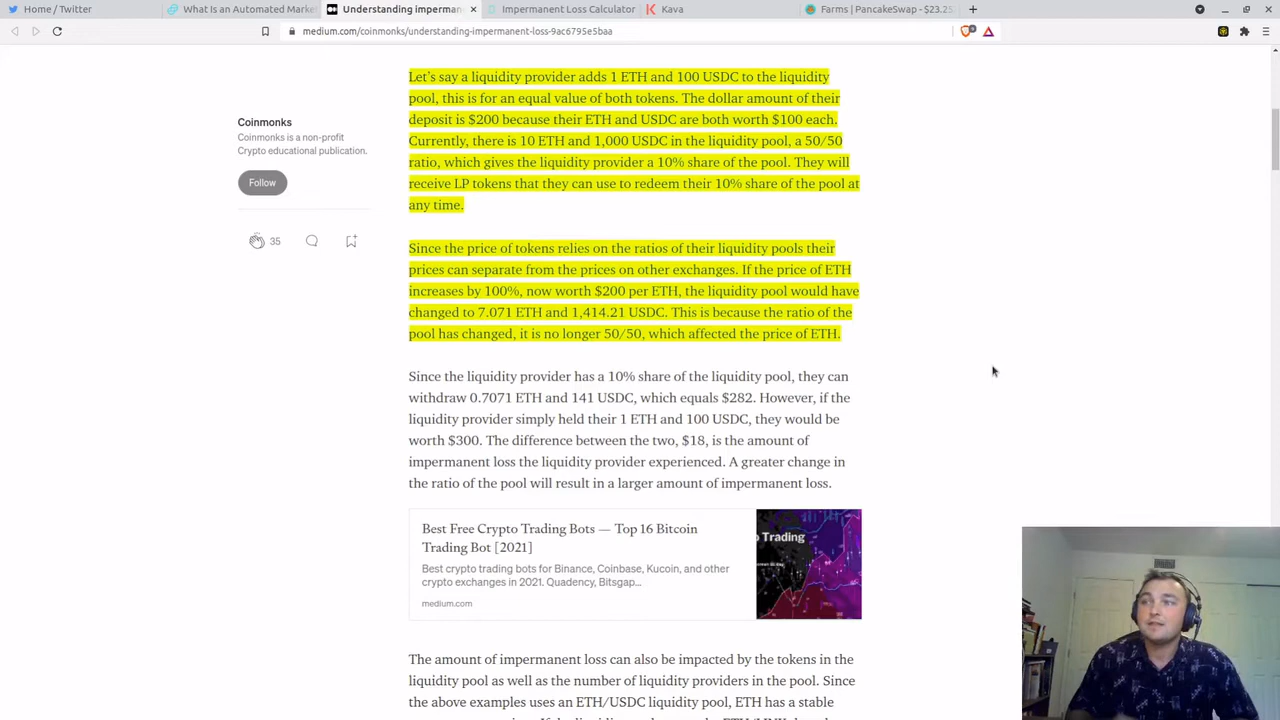 Home / Twitter
What Is an Automated Market
Understanding imperman
Impermanent Loss Calculator
Kava
Farms | PancakeSwap - $23.25
medium.com/coinmonks/understanding-impermanent-loss-9ac6795e5baa
Let's say a liquidity provider adds 1 ETH and 100 USDC to the liquidity
pool, this is for an equal value of both tokens. The dollar amount of their
deposit is $200 because their ETH and USDC are both worth $100 each.
Currently, there is 10 ETH and 1,000 USDC in the liquidity pool, a 50/50
ratio, which gives the liquidity provider a 10% share of the pool. They will
receive LP tokens that they can use to redeem their 10% share of the pool at
any time.
Coinmonks
Coinmonks is a non-profit
Crypto educational publication.
Follow
35
Since the price of tokens relies on the ratios of their liquidity pools their
prices can separate from the prices on other exchanges. If the price of ETH
increases by 100%, now worth $200 per ETH, the liquidity pool would have
changed to 7.071 ETH and 1,414.21 USDC. This is because the ratio of the
pool has changed, it is no longer 50/50, which affected the price of ETH.
Since the liquidity provider has a 10% share of the liquidity pool, they can
withdraw 0.7071 ETH and 141 USDC, which equals $282. However, if the
liquidity provider simply held their 1 ETH and 100 USDC, they would be
worth $300. The difference between the two, $18, is the amount of
impermanent loss the liquidity provider experienced. A greater change in
the ratio of the pool will result in a larger amount of impermanent loss.
Best Free Crypto Trading Bots — Top 16 Bitcoin
Trading Bot [2021]
Best crypto trading bots for Binance, Coinbase, Kucoin, and other
crypto exchanges in 2021. Quadency, Bitsgap...
medium.com
o Trading
The amount of impermanent loss can also be impacted by the tokens in the
liquidity pool as well as the number of liquidity providers in the pool. Since
the above examples uses an ETH/USDC liquidity pool, ETH has a stable